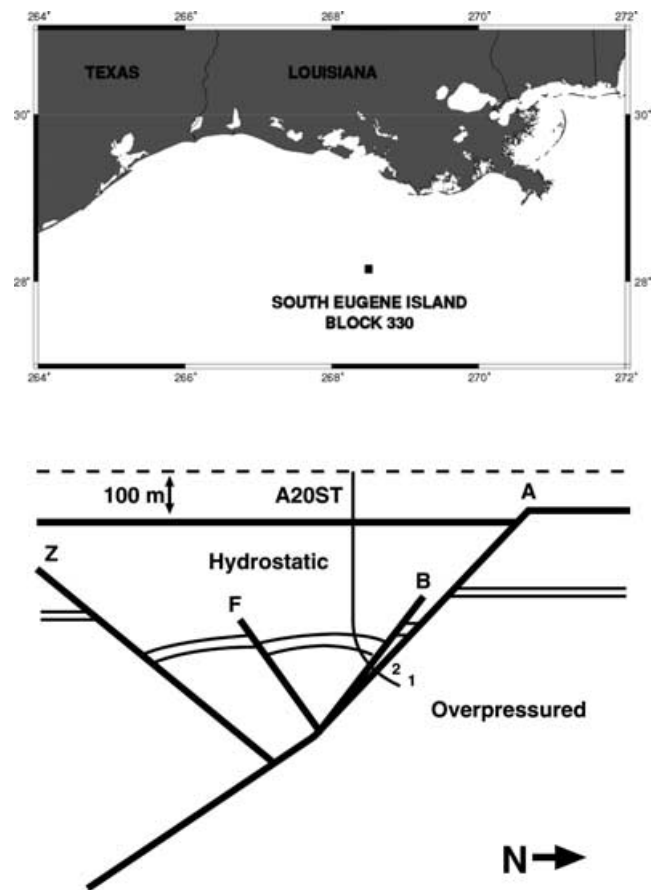 264°
266°
268°
270°
272°
TEXAS
LOUISIANA
30°
30°
28°
28°
SOUTH EUGENE ISLAND
BLOCK 330
264°
266°
268°
270°
272°
100 m
A20ST
A
Z
Hydrostatic
B
F
2
1
Overpressured
N